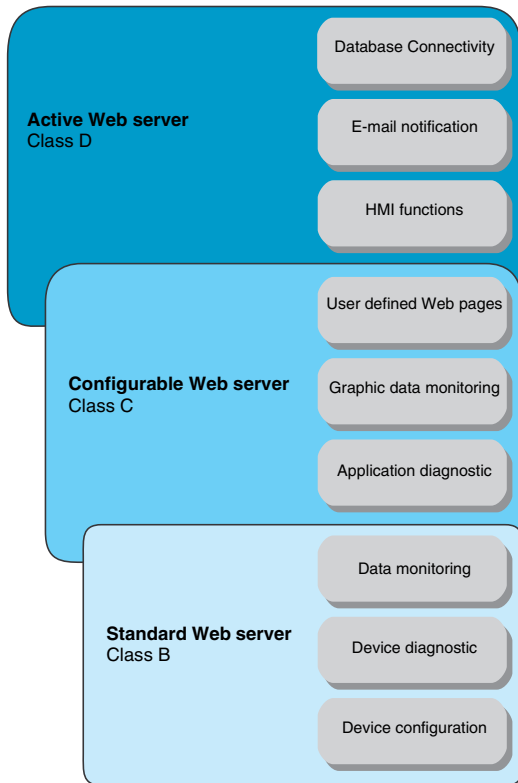 Database Connectivity
Active Web server
Class D
E-mail notification
HMI functions
User defined Web pages
Configurable Web server
Class C
Graphic data monitoring
Application diagnostic
Data monitoring
Standard Web server
Class B
Device diagnostic
Device configuration